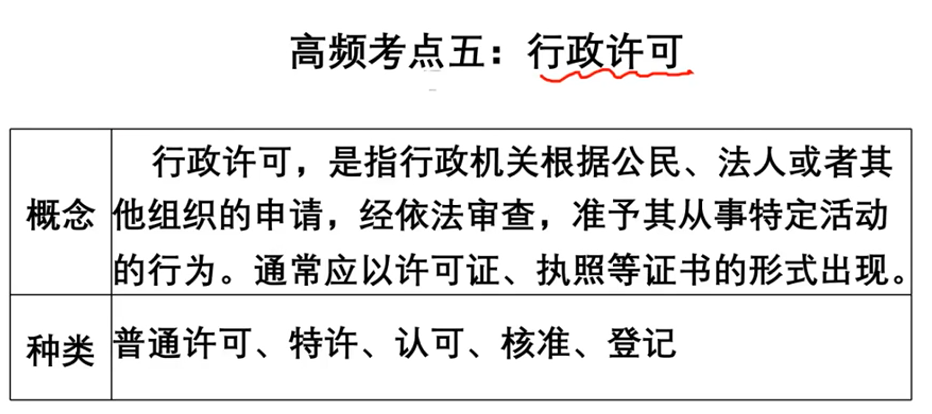 高频考点五：行政许可
概念
行政许可，是指行政机关根据公民、法人或者其
他组织的申请，经依法审查，准予其从事特定活动
的行为。通常应以许可证、执照等证书的形式出现。
种类
普通许可、特许、认可、核准、登记